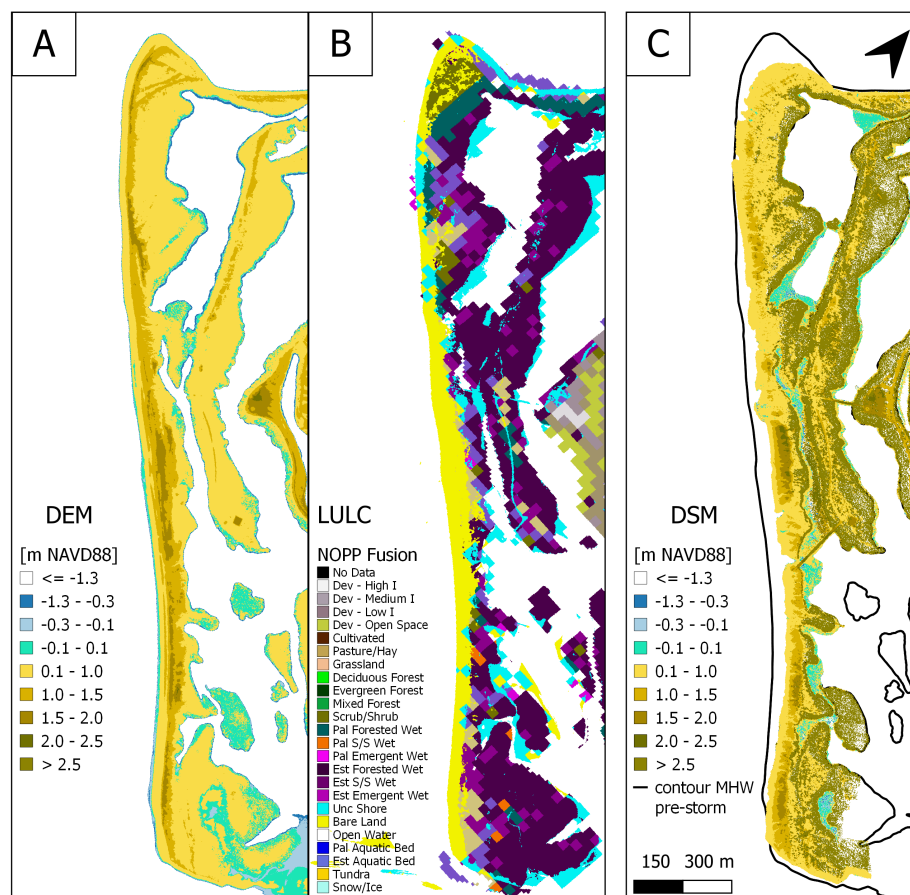 A
B
C
DEM
[m NAVD88]
<= -1.3
-1.3 - -0.3
-0.3 - -0.1
-0.1 - 0.1
0.1 - 1.0
1.0 - 1.5
1.5 - 2.0
2.0 - 2.5
> 2.5
LULC
NOPP Fusion
No Data
Dev - High I
Dev - Medium I
Dev - Low I
Dev - Open Space
Cultivated
Pasture/Hay
Grassland
Deciduous Forest
Evergreen Forest
Mixed Forest
Scrub/Shrub
Pal Forested Wet
Pal S/S Wet
Pal Emergent Wet
Est Forested Wet
Est S/S Wet
Est Emergent Wet
Unc Shore
Bare Land
Open Water
Pal Aquatic Bed
Est Aquatic Bed
Tundra
Snow/Ice
DSM
[m NAVD88]
<= -1.3
-1.3 - -0.3
-0.3 - -0.1
-0.1 - 0.1
0.1 - 1.0
1.0 - 1.5
1.5 - 2.0
2.0 - 2.5
> 2.5
contour MHW
pre-storm
150 300 m